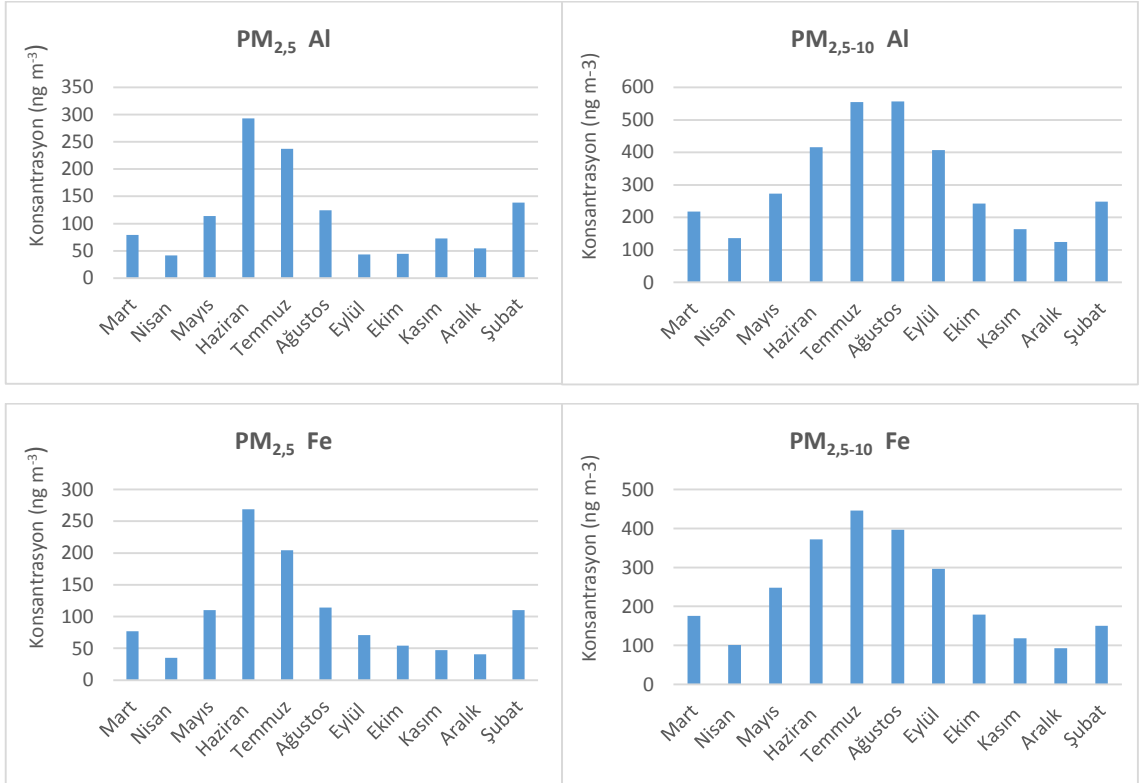 PM2,5 Al
Konsantrasyon (ng m-3)
350
300
250
200
150
100
50
0
Mart
Nisan
Mayıs
Haziran
Temmuz
Ağustos
Eylül
Ekim
Kasım
Aralık
Şubat
PM2,5-10 Al
Konsantrasyon (ng m-3)
600
500
400
300
200
100
0
Mart
Nisan
Mayıs
Haziran
Temmuz
Ağustos
Eylül
Ekim
Kasım
Aralık
Şubat
PM2,5 Fe
Konsantrasyon (ng m-3)
300
250
200
150
100
50
0
Mart
Nisan
Mayıs
Haziran
Temmuz
Ağustos
Eylül
Ekim
Kasım
Aralık
Şubat
PM2,5-10 Fe
Konsantrasyon (ng m-3)
500
400
300
200
100
0
Mart
Nisan
Mayıs
Haziran
Temmuz
Ağustos
Eylül
Ekim
Kasım
Aralık
Şubat